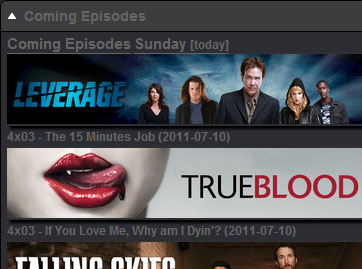 Coming Episodes
Coming Episodes Sunday [today]
LEVERAGE
4x03 - The 15 Minutes Job (2011-07-10)
TRUEBLOOD
4x03 - If You Love Me, Why am I Dyin'? (2011-07-10)
FALLING SKIES